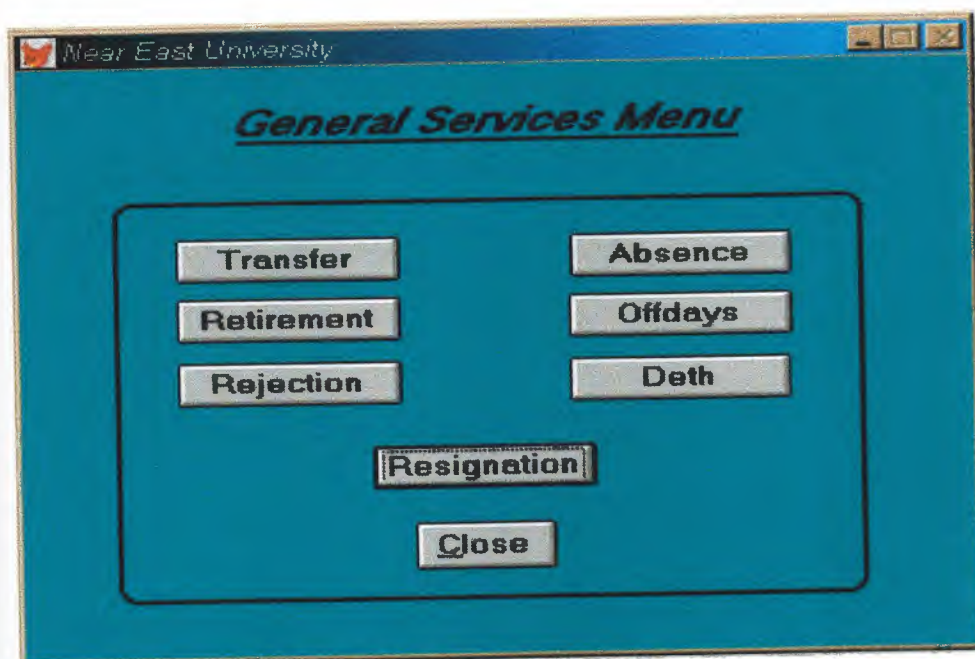 Near East University
General Services Menu
Transfer
Absence
Retirement
Offdays
Rejection
Deth
Resignation
Close